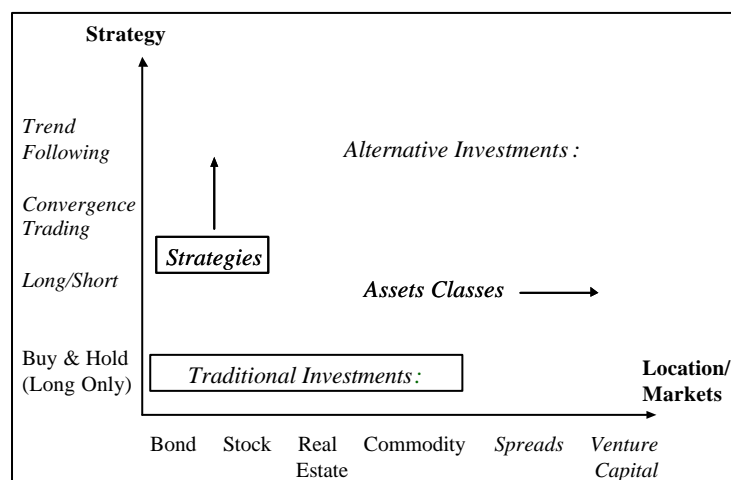 Strategy
Trend
Following
Alternative Investments :
Convergence
Trading
Strategies
Long/Short
Assets Classes
Buy & Hold
(Long Only)
Traditional Investments :
Location/
Markets
Bond Stock Real Commodity Spreads Venture
Estate Capital